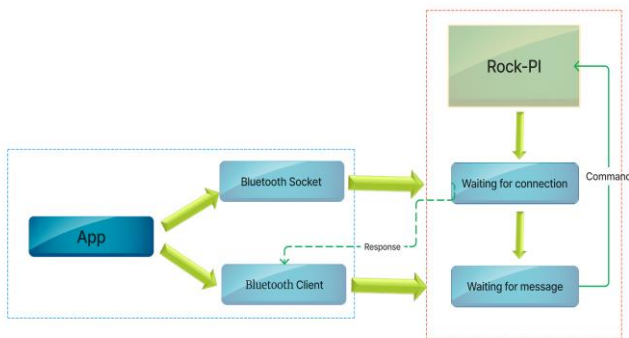 Rock-PI
Bluetooth Socket
Waiting for connection
Command
App
Response
Bluetooth Client
Waiting for message